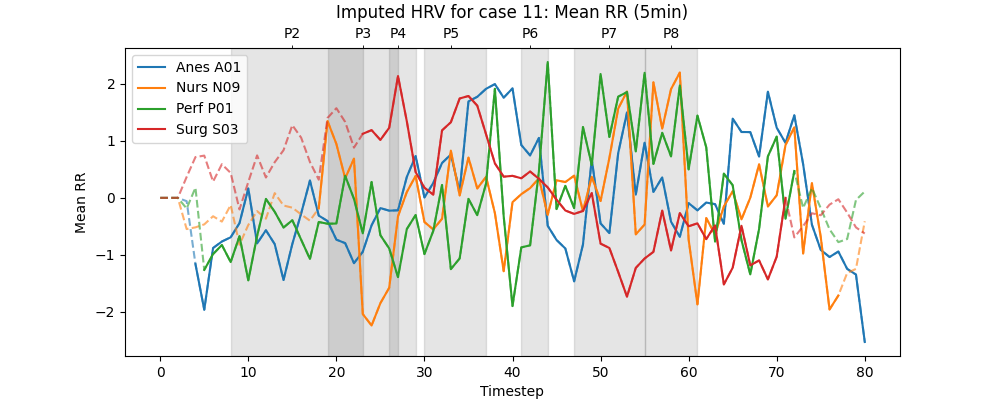 Imputed HRV for case 11: Mean RR (5min)
P2 P3 P4 P5 P6 P7 P8
Anes A01
Nurs N09
Perf P01
Surg S03
Mean RR
2
1
0
−1
−2
0 10 20 30 40 50 60 70 80
Timestep